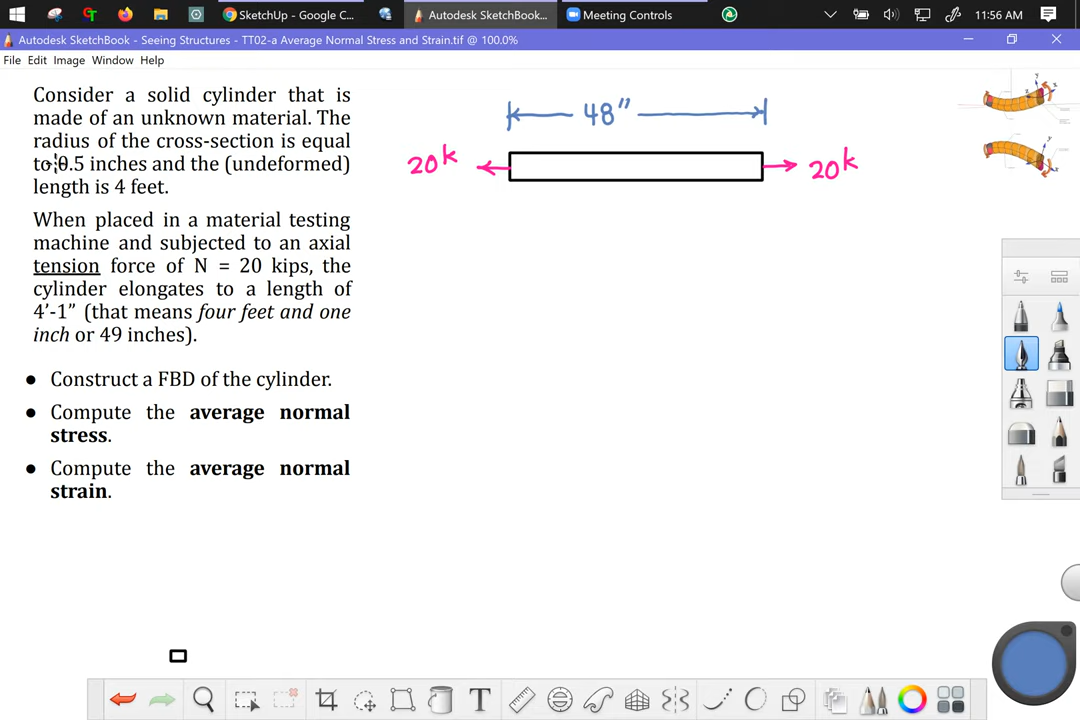 SketchUp - Google C...
Autodesk SketchBook...
Meeting Controls
11:56 AM
Autodesk SketchBook - Seeing Structures - TT02-a Average Normal Stress and Strain.tif @ 100.0%
File Edit Image Window Help
Consider a solid cylinder that is
made of an unknown material. The
radius of the cross-section is equal
to 0.5 inches and the (undeformed)
length is 4 feet.
When placed in a material testing
machine and subjected to an axial
tension force of N = 20 kips, the
cylinder elongates to a length of
4’-1” (that means four feet and one
inch or 49 inches).
● Construct a FBD of the cylinder.
● Compute the average normal
stress.
● Compute the average normal
strain.
48"
20k
20k